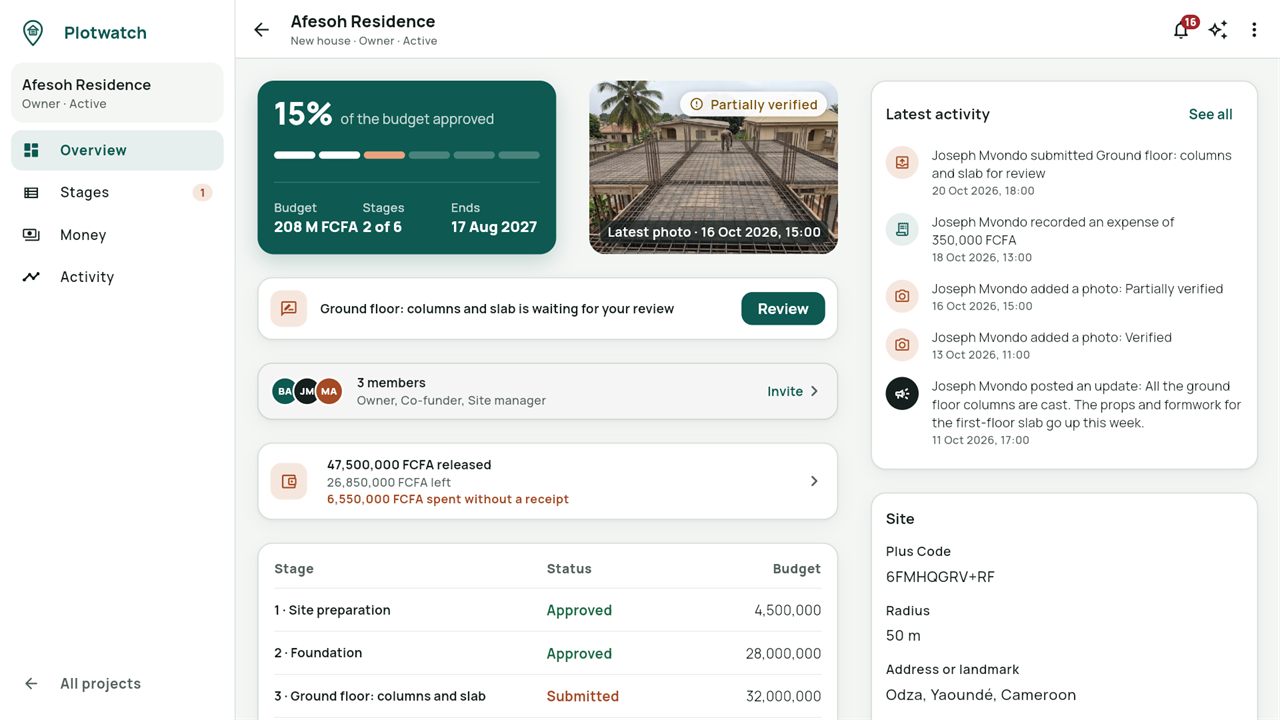 Plotwatch
Afesoh Residence
Owner · Active
Overview
Stages
1
Money
Activity
All projects
Afesoh Residence
New house · Owner · Active
16
15% of the budget approved
Budget
208 M FCFA
Stages
2 of 6
Ends
17 Aug 2027
Partially verified
Latest photo · 16 Oct 2026, 15:00
Ground floor: columns and slab is waiting for your review
Review
BA
JM
MA
3 members
Owner, Co-funder, Site manager
Invite
47,500,000 FCFA released
26,850,000 FCFA left
6,550,000 FCFA spent without a receipt
Stage Status Budget
1 · Site preparation Approved 4,500,000
2 · Foundation Approved 28,000,000
3 · Ground floor: columns and slab Submitted 32,000,000
Latest activity
See all
Joseph Mvondo submitted Ground floor: columns
and slab for review
20 Oct 2026, 18:00
Joseph Mvondo recorded an expense of
350,000 FCFA
18 Oct 2026, 13:00
Joseph Mvondo added a photo: Partially verified
16 Oct 2026, 15:00
Joseph Mvondo added a photo: Verified
13 Oct 2026, 11:00
Joseph Mvondo posted an update: All the ground
floor columns are cast. The props and formwork for
the first-floor slab go up this week.
11 Oct 2026, 17:00
Site
Plus Code
6FMHQGRV+RF
Radius
50 m
Address or landmark
Odza, Yaoundé, Cameroon